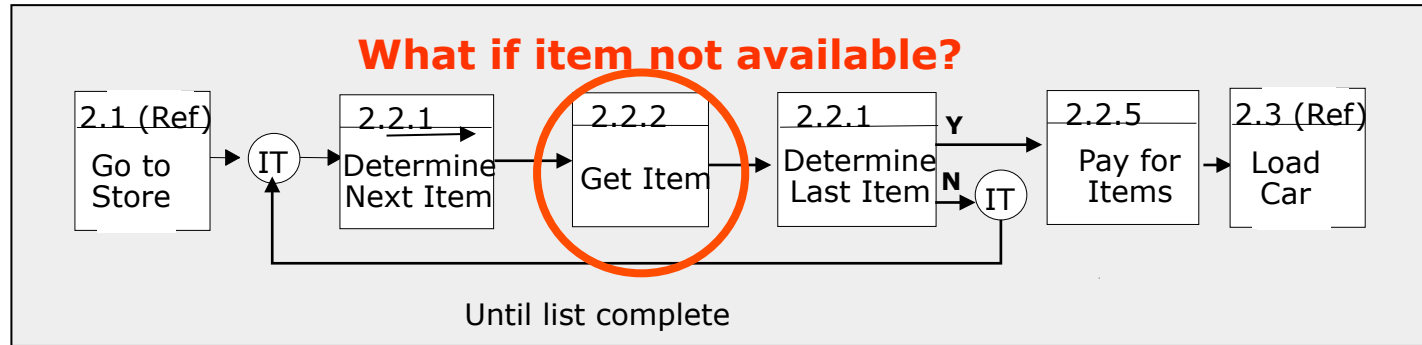 What if item not available?
2.1 (Ref)
Go to
Store
IT
2.2.1
Determine
Next Item
2.2.2
Get Item
2.2.1
Determine
Last Item
Y
N
IT
2.2.5
Pay for
Items
2.3 (Ref)
Load
Car
Until list complete